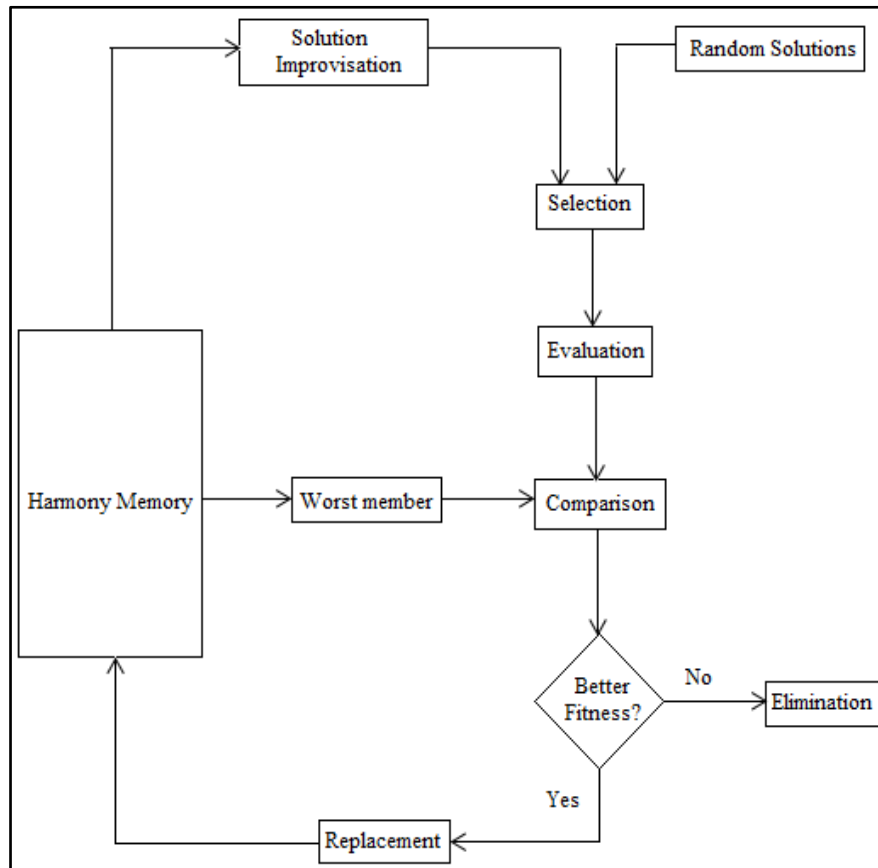 Solution
Improvisation
Random Solutions
Selection
Evaluation
Harmony Memory
Worst member
Comparison
Better
Fitness?
No
Elimination
Yes
Replacement